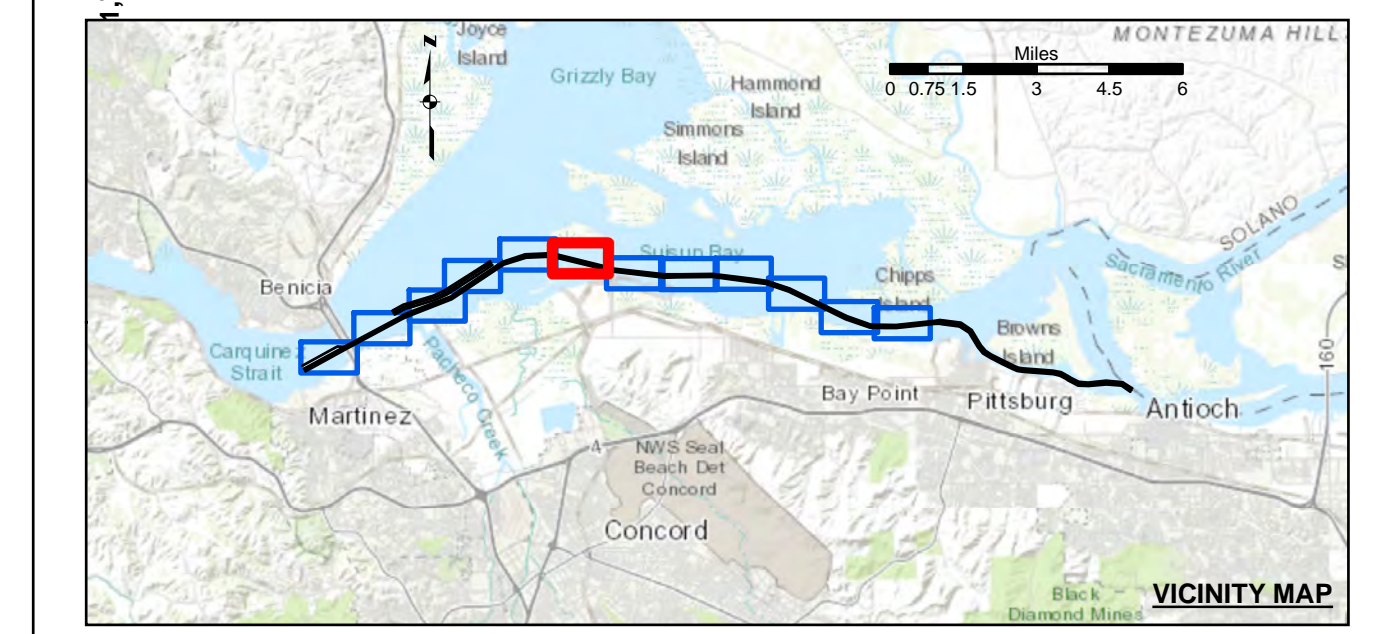 Joyce
Island
MONTEZUMA HILL
N
Miles
Grizzly Bay
Hammond
Island
0 0.75 1.5 3 4.5 6
Simmons
Island
SOLANO
Suisun Bay
Sacramento River
Chipps
Island
Benicia
Browns
Island
Carquinez
Strait
Pacheco Creek
160
Bay Point
Pittsburg
Antioch
Martinez
4
NWS Seal
Beach Det
Concord
Concord
Black
Diamond Mines
VICINITY MAP